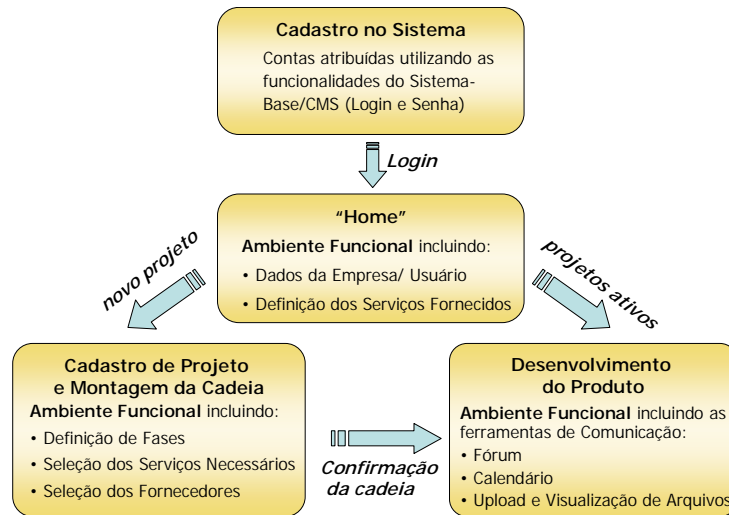 Cadastro no Sistema
Contas atribuídas utilizando as
funcionalidades do Sistema-
Base/CMS (Login e Senha)
Login
“Home”
Ambiente Funcional incluindo:
• Dados da Empresa/ Usuário
• Definição dos Serviços Fornecidos
novo projeto
projetos ativos
Cadastro de Projeto
e Montagem da Cadeia
Ambiente Funcional incluindo:
• Definição de Fases
• Seleção dos Serviços Necessários
• Seleção dos Fornecedores
Confirmação
da cadeia
Desenvolvimento
do Produto
Ambiente Funcional incluindo as
ferramentas de Comunicação:
• Fórum
• Calendário
• Upload e Visualização de Arquivos